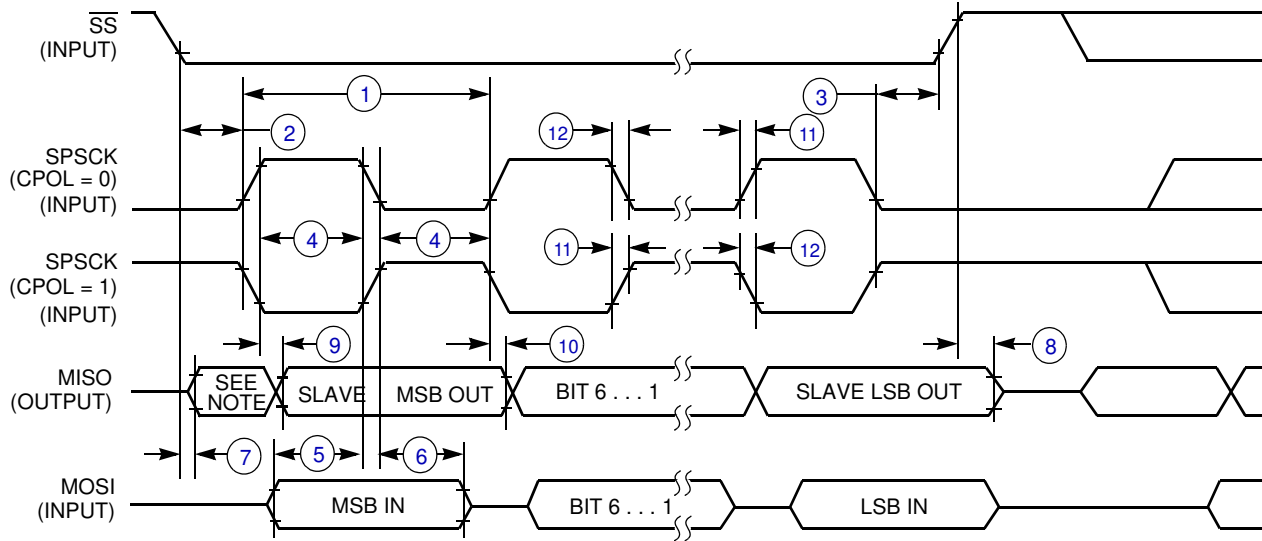 SS
(INPUT)
1
3
2
12
11
SPSCK
(CPOL = 0)
(INPUT)
4
4
11
12
SPSCK
(CPOL = 1)
(INPUT)
9
10
8
MISO
(OUTPUT)
SEE
NOTE
SLAVE
MSB OUT
BIT 6 . . . 1
SLAVE LSB OUT
7
5
6
MOSI
(INPUT)
MSB IN
BIT 6 . . . 1
LSB IN